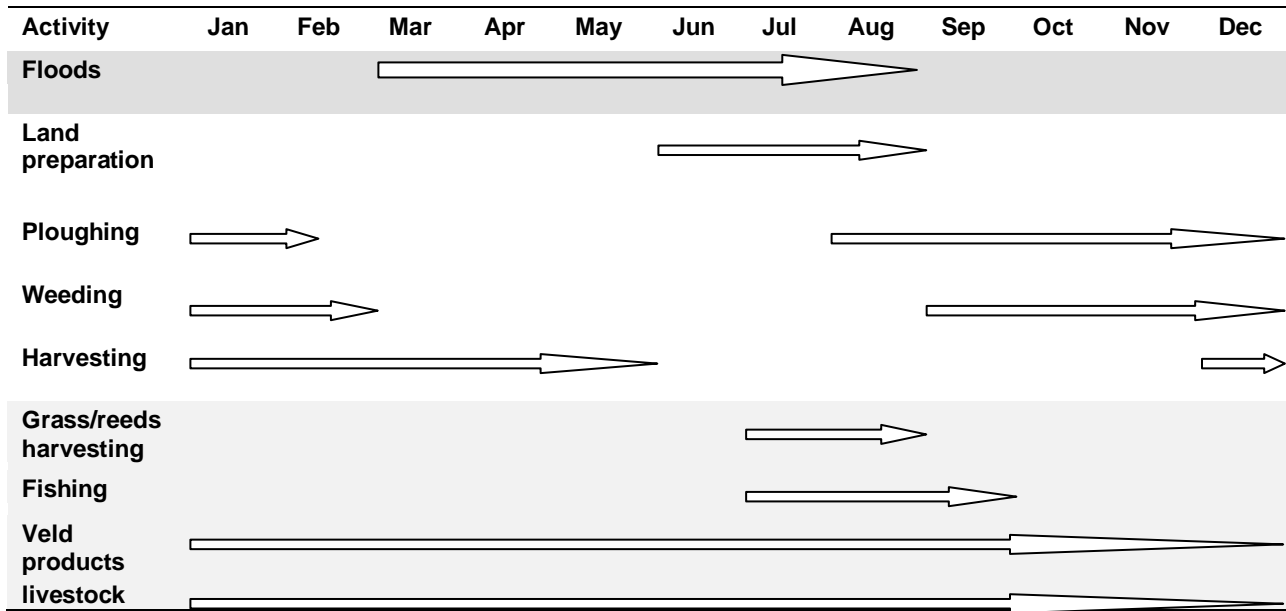 Activity Jan Feb Mar Apr May Jun Jul Aug Sep Oct Nov Dec
Floods
Land
preparation
Ploughing
Weeding
Harvesting
Grass/reeds
harvesting
Fishing
Veld
products
livestock